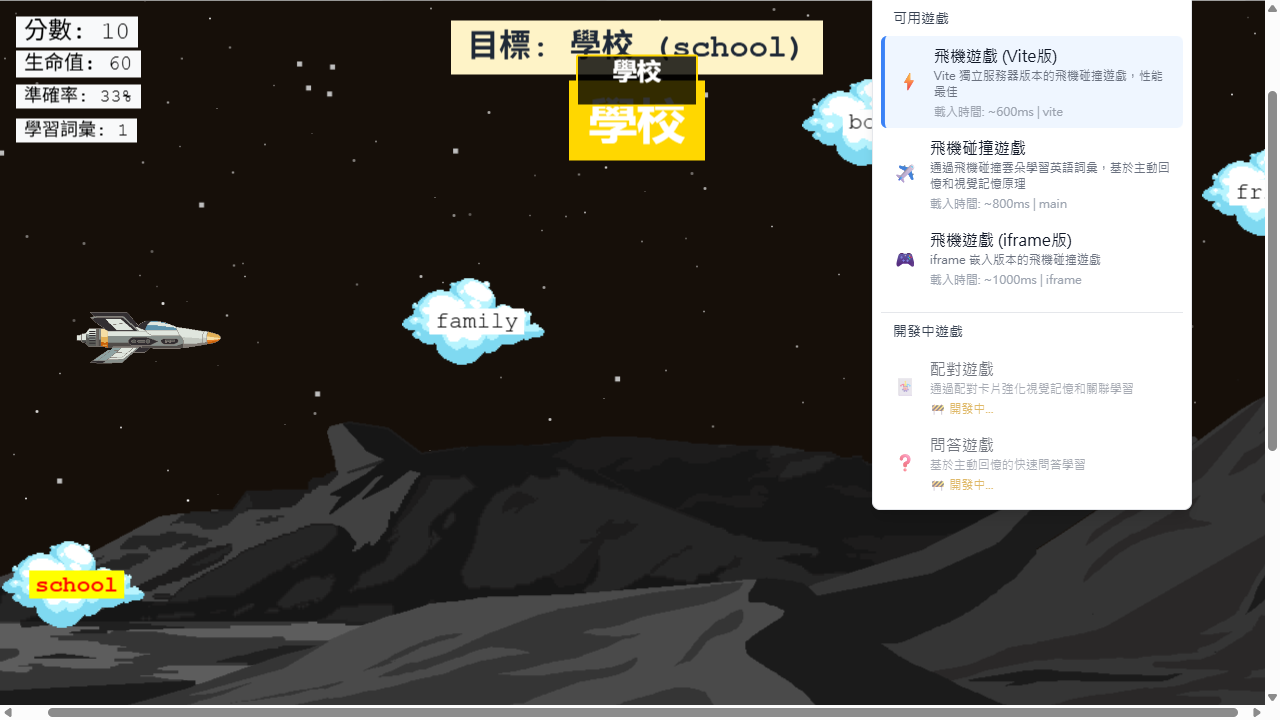 分數: 10
生命值: 60
準確率: 33%
學習詞彙: 1
目標: 學校 (school)
學校
學校
family
school
可用遊戲
飛機遊戲 (Vite版)
Vite 獨立服務器版本的飛機碰撞遊戲，性能
最佳
載入時間: ~600ms | vite
飛機碰撞遊戲
通過飛機碰撞雲朵學習英語詞彙，基於主動回
憶和視覺記憶原理
載入時間: ~800ms | main
飛機遊戲 (iframe版)
iframe 嵌入版本的飛機碰撞遊戲
載入時間: ~1000ms | iframe
開發中遊戲
配對遊戲
通過配對卡片強化視覺記憶和關聯學習
開發中...
問答遊戲
基於主動回憶的快速問答學習
開發中...